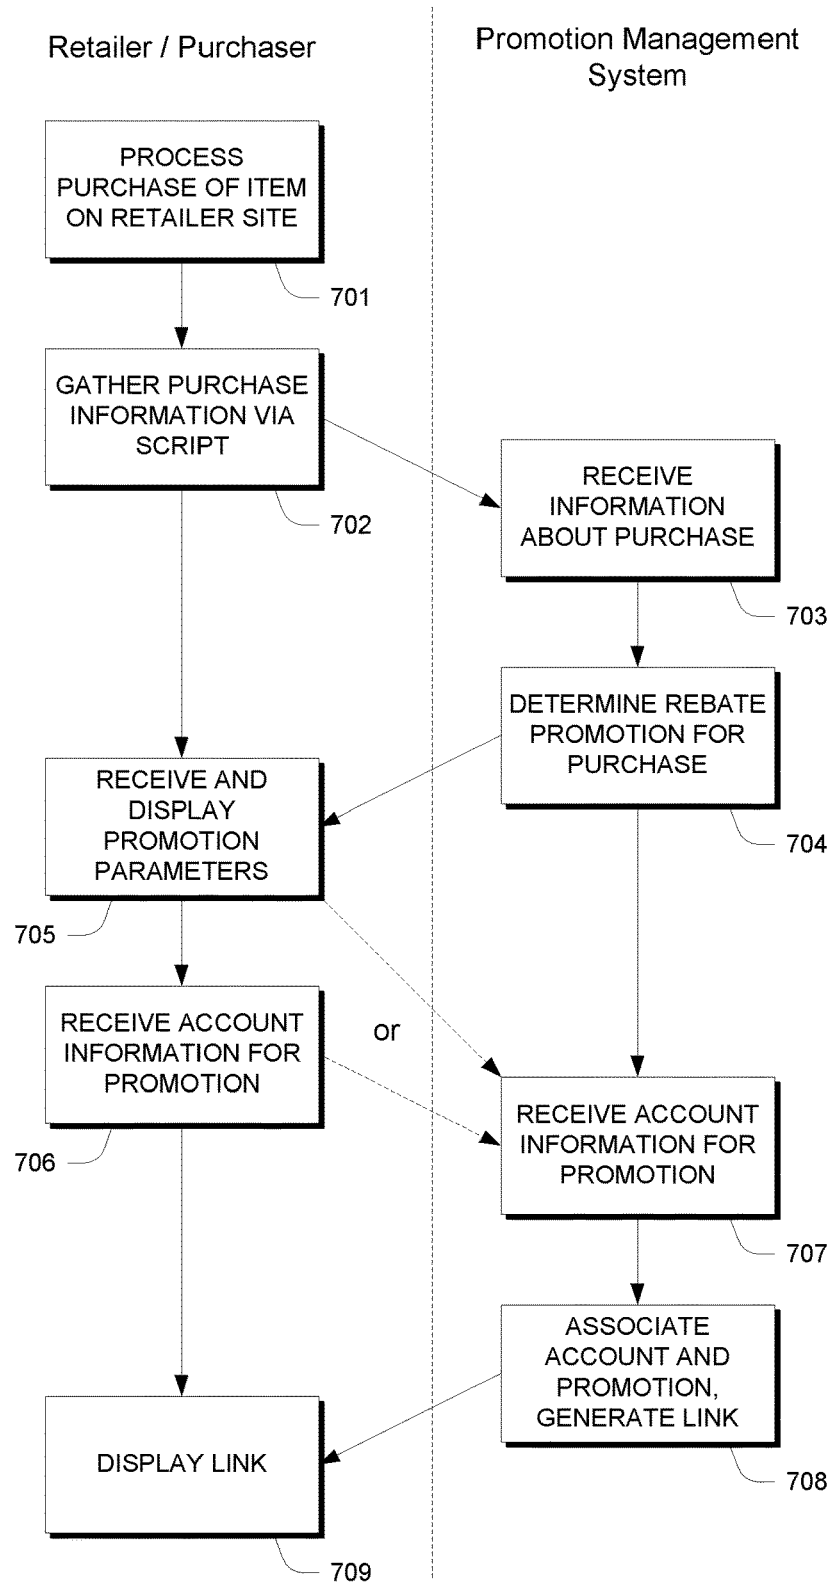 Retailer / Purchaser
Promotion Management
System
PROCESS
PURCHASE OF ITEM
ON RETAILER SITE
701
GATHER PURCHASE
INFORMATION VIA
SCRIPT
702
RECEIVE
INFORMATION
ABOUT PURCHASE
703
DETERMINE REBATE
PROMOTION FOR
PURCHASE
704
RECEIVE AND
DISPLAY
PROMOTION
PARAMETERS
705
RECEIVE ACCOUNT
INFORMATION FOR
PROMOTION
706
or
RECEIVE ACCOUNT
INFORMATION FOR
PROMOTION
707
ASSOCIATE
ACCOUNT AND
PROMOTION,
GENERATE LINK
708
DISPLAY LINK
709